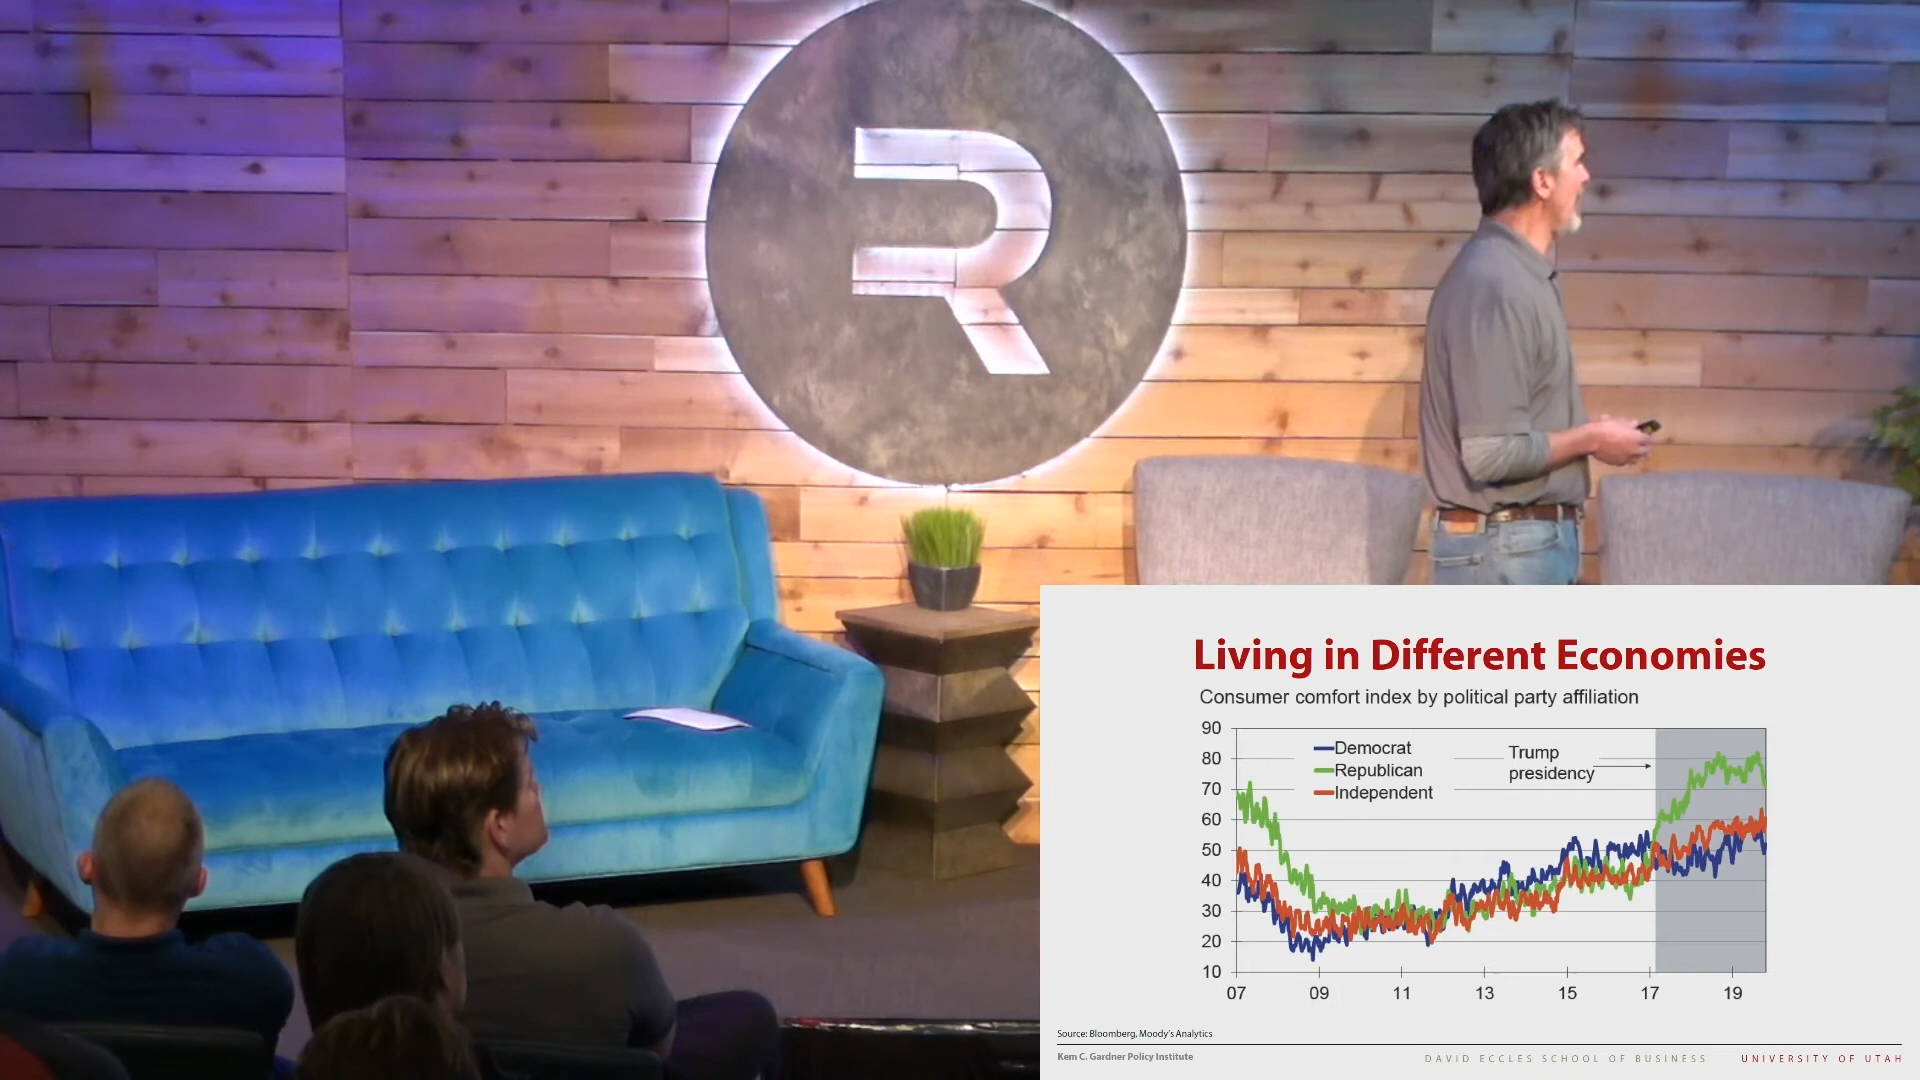 R
Living in Different Economies
Consumer comfort index by political party affiliation
90
80
70
60
50
40
30
20
10
Democrat
Republican
Independent
Trump
presidency
07 09 11 13 15 17 19
Source: Bloomberg, Moody's Analytics
Kem C. Gardner Policy Institute
DAVID ECCLES SCHOOL OF BUSINESS UNIVERSITY OF UTAH